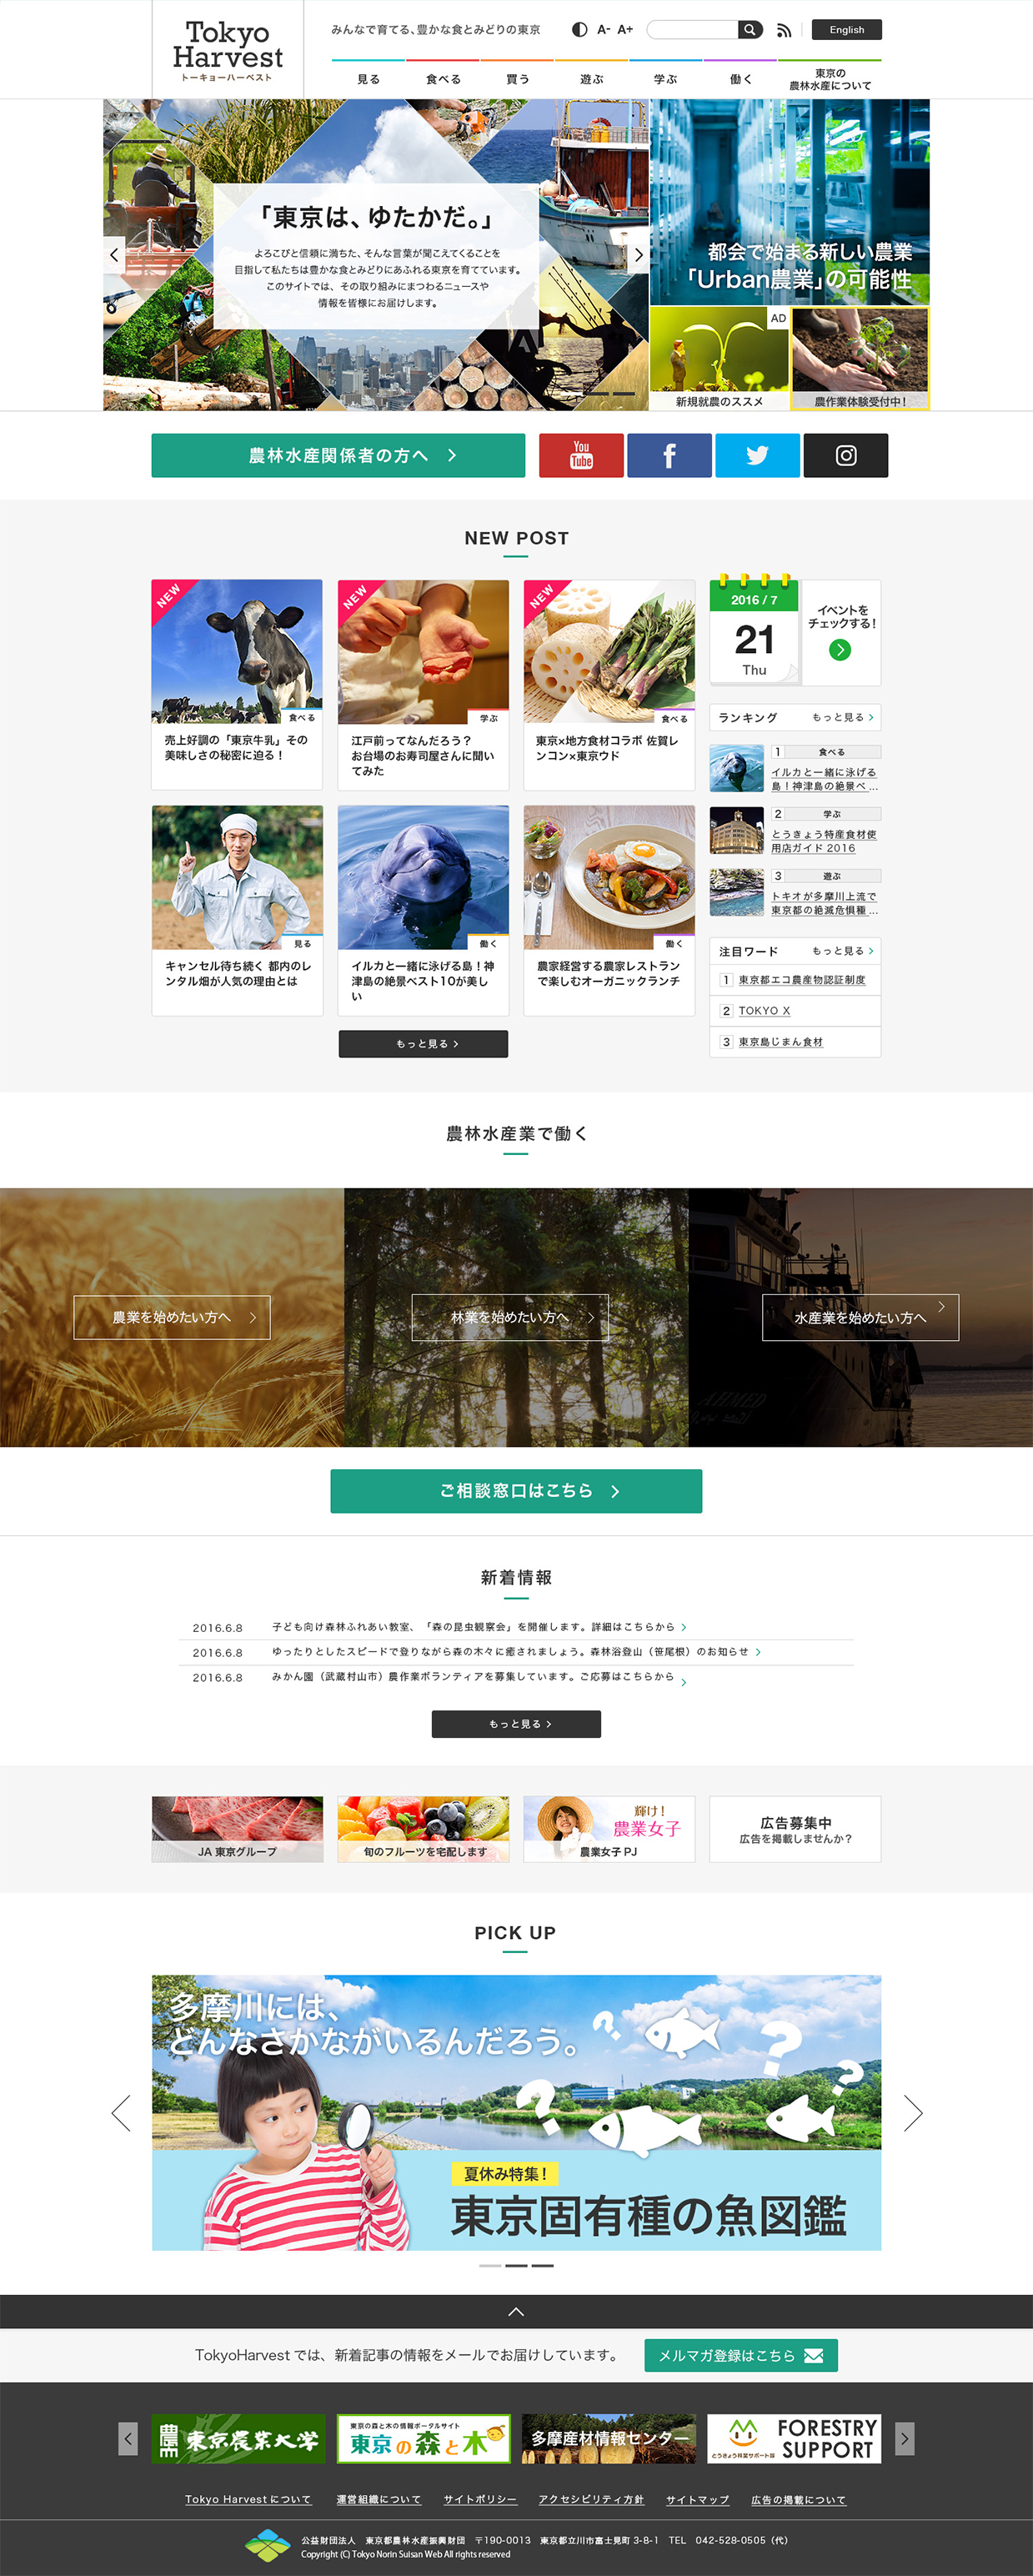 Tokyo
Harvest
トーキョーハーベスト
みんなで育てる、豊かな食とみどりの東京
A- A+
English
見る
食べる
買う
遊ぶ
学ぶ
働く
東京の
農林水産について
「東京は、ゆたかだ。」
よろこびと信頼に満ちた、そんな言葉が聞こえてくることを
目指して私たちは豊かな食とみどりにあふれる東京を育てています。
このサイトでは、その取り組みにまつわるニュースや
情報を皆様にお届けします。
都会で始まる新しい農業
「Urban農業」の可能性
AD
新規就農のススメ
農作業体験受付中！
農林水産関係者の方へ
You
Tube
NEW POST
NEW
食べる
売上好調の「東京牛乳」その
美味しさの秘密に迫る！
NEW
学ぶ
江戸前ってなんだろう？
お台場のお寿司屋さんに聞い
てみた
NEW
食べる
東京×地方食材コラボ 佐賀レ
ンコン×東京ウド
2016 / 7
21
Thu
イベントを
チェックする！
ランキング
もっと見る
1 食べる
イルカと一緒に泳げる
島！神津島の絶景ベ…
2 学ぶ
とうきょう特産食材使
用店ガイド 2016
3 遊ぶ
トキオが多摩川上流で
東京都の絶滅危惧種…
見る
キャンセル待ち続く 都内のレ
ンタル畑が人気の理由とは
働く
イルカと一緒に泳げる島！神
津島の絶景ベスト10が美し
い
働く
農家経営する農家レストラン
で楽しむオーガニックランチ
注目ワード
もっと見る
1 東京都エコ農産物認証制度
2 TOKYO X
3 東京島じまん食材
もっと見る
農林水産業で働く
農業を始めたい方へ
林業を始めたい方へ
水産業を始めたい方へ
AHMED
ご相談窓口はこちら
新着情報
2016.6.8 子ども向け森林ふれあい教室、「森の昆虫観察会」を開催します。詳細はこちらから
2016.6.8 ゆったりとしたスピードで登りながら森の木々に癒されましょう。森林浴登山（笹尾根）のお知らせ
2016.6.8 みかん園（武蔵村山市）農作業ボランティアを募集しています。ご応募はこちらから
もっと見る
JA 東京グループ
旬のフルーツを宅配します
輝け！
農業女子
農業女子 PJ
広告募集中
広告を掲載しませんか？
PICK UP
多摩川には、
どんなさかながいるんだろう。
? ? ? ?
夏休み特集！
東京固有種の魚図鑑
TokyoHarvest では、新着記事の情報をメールでお届けしています。
メルマガ登録はこちら
東京農業大学
東京の森と木の情報ポータルサイト
東京の森と木
多摩産材情報センター
FORESTRY
SUPPORT
とうきょう林業サポート隊
Tokyo Harvestについて
運営組織について
サイトポリシー
アクセシビリティ方針
サイトマップ
広告の掲載について
公益財団法人　東京都農林水産振興財団　〒190-0013　東京都立川市富士見町 3-8-1　TEL　042-528-0505（代）
Copyright (C) Tokyo Norin Suisan Web All rights reserved